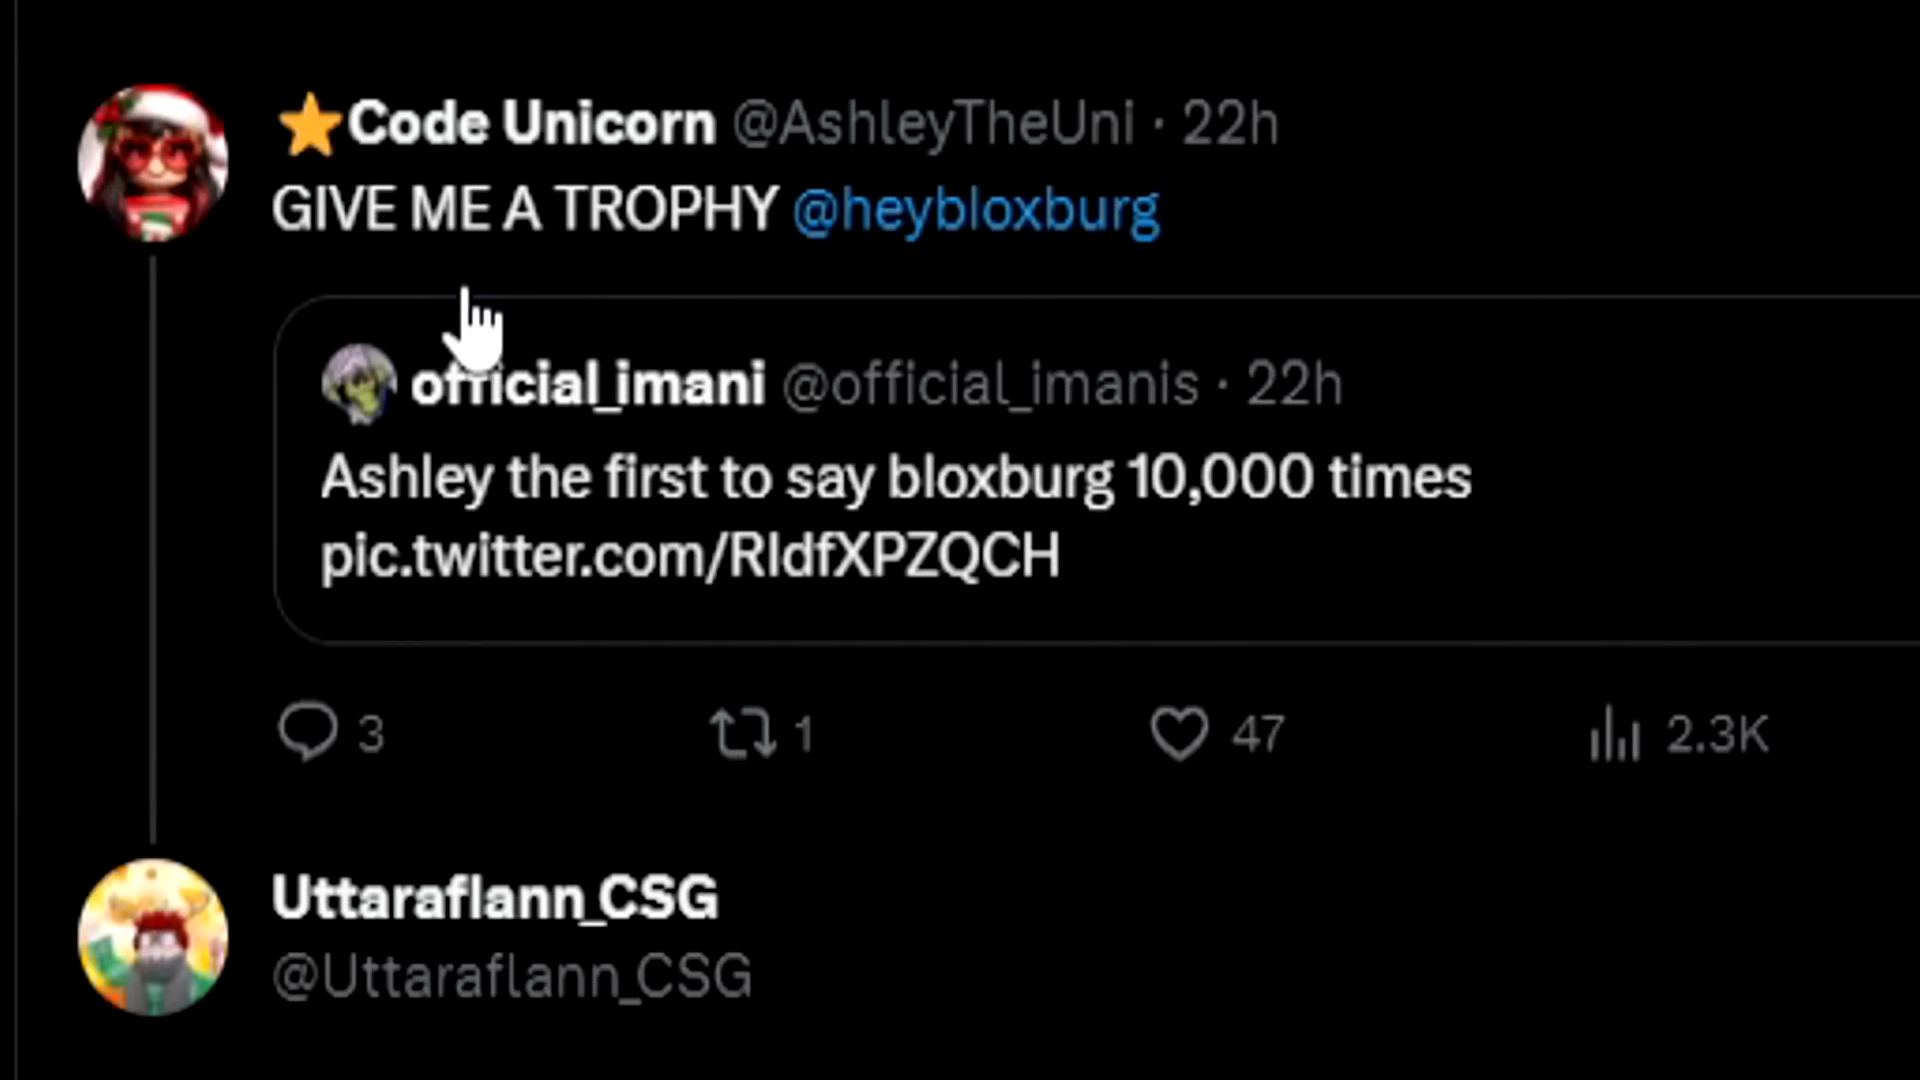 ⭐Code Unicorn @AshleyTheUni · 22h
GIVE ME A TROPHY @heybloxburg
official_imani @official_imanis · 22h
Ashley the first to say bloxburg 10,000 times
pic.twitter.com/RIdfXPZQCH
3 1 47 2.3K
Uttaraflann_CSG
@Uttaraflann_CSG